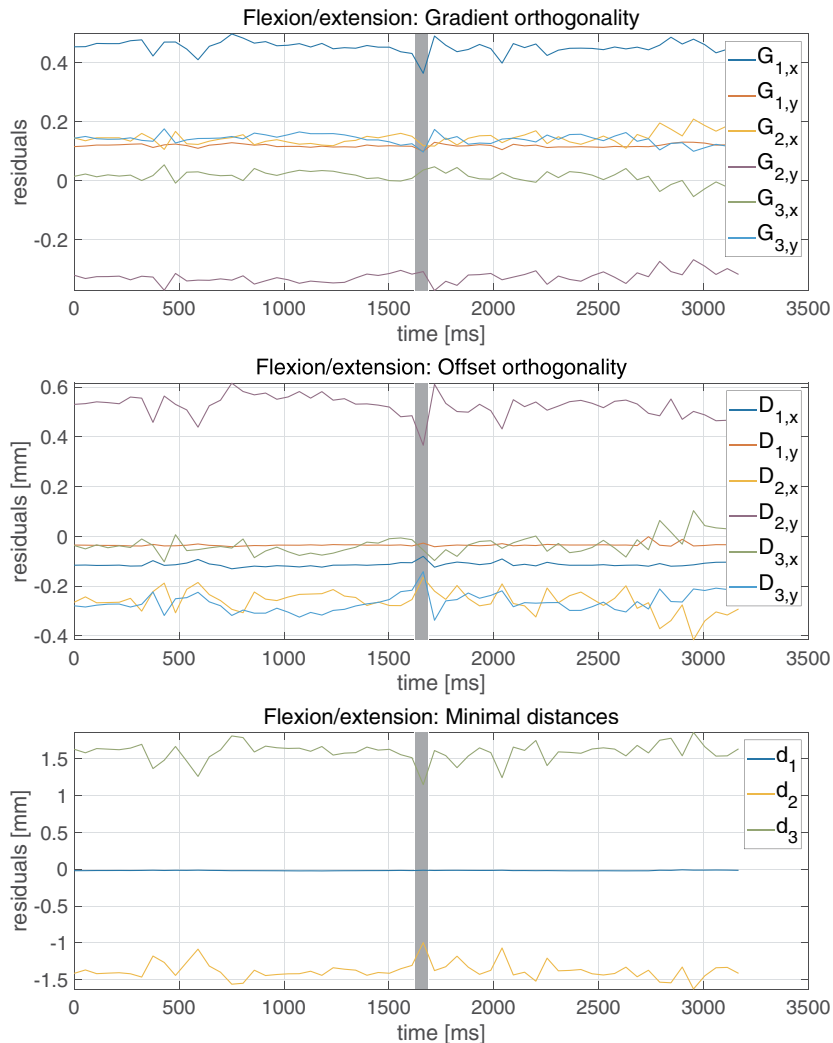 Flexion/extension: Gradient orthogonality
residuals
0.4
0.2
0
-0.2
G1,x
G1,y
G2,x
G2,y
G3,x
G3,y
0 500 1000 1500 2000 2500 3000 3500
time [ms]
Flexion/extension: Offset orthogonality
residuals [mm]
0.6
0.4
0.2
0
-0.2
-0.4
D1,x
D1,y
D2,x
D2,y
D3,x
D3,y
0 500 1000 1500 2000 2500 3000 3500
time [ms]
Flexion/extension: Minimal distances
residuals [mm]
1.5
1
0.5
0
-0.5
-1
-1.5
d1
d2
d3
0 500 1000 1500 2000 2500 3000 3500
time [ms]